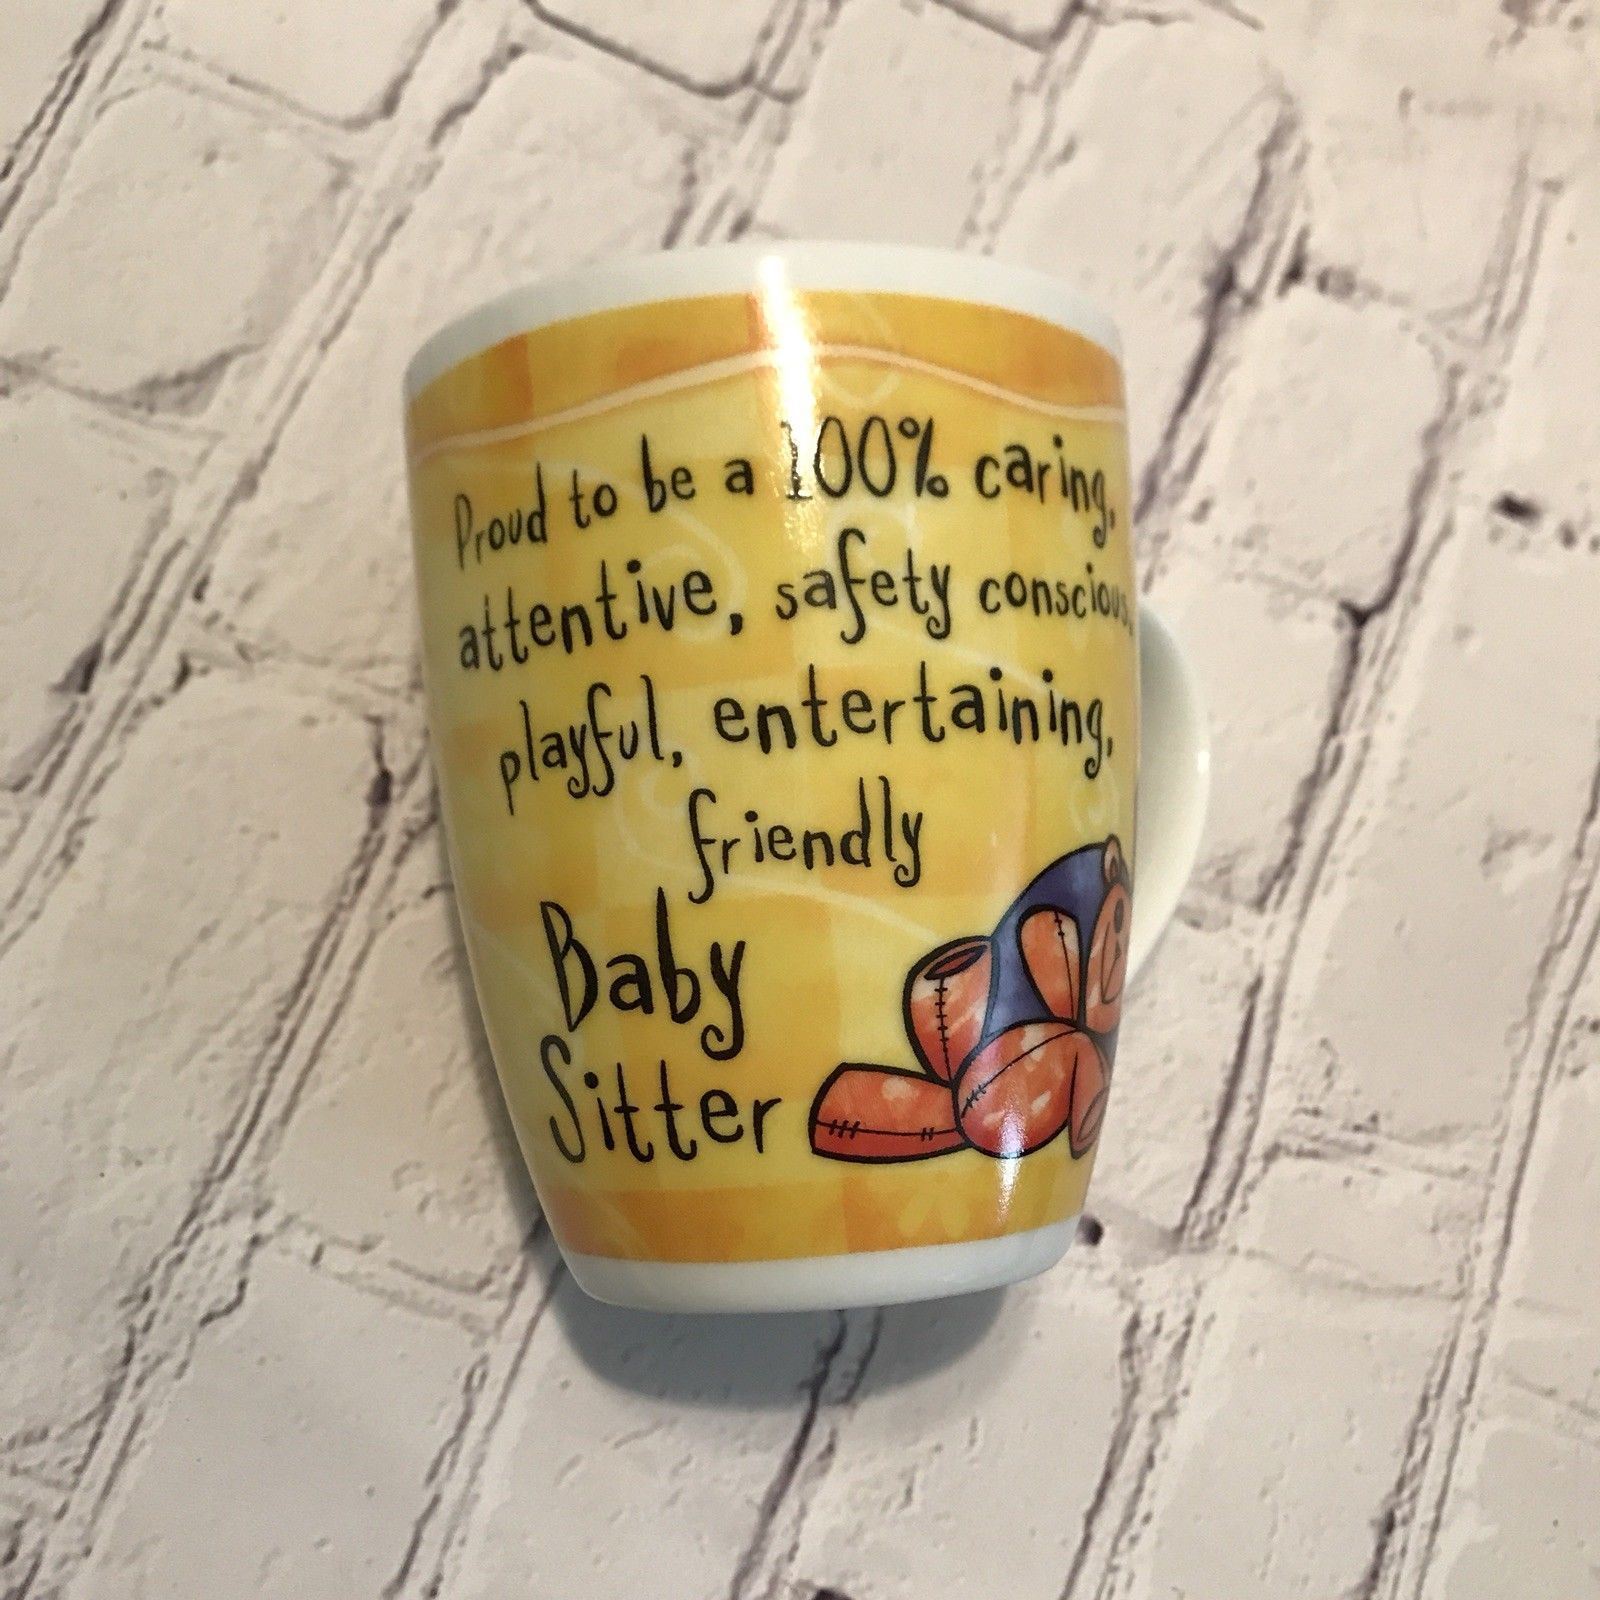 Proud to be a 100% caring,
attentive, safety conscious,
playful, entertaining,
friendly
Baby
Sitter